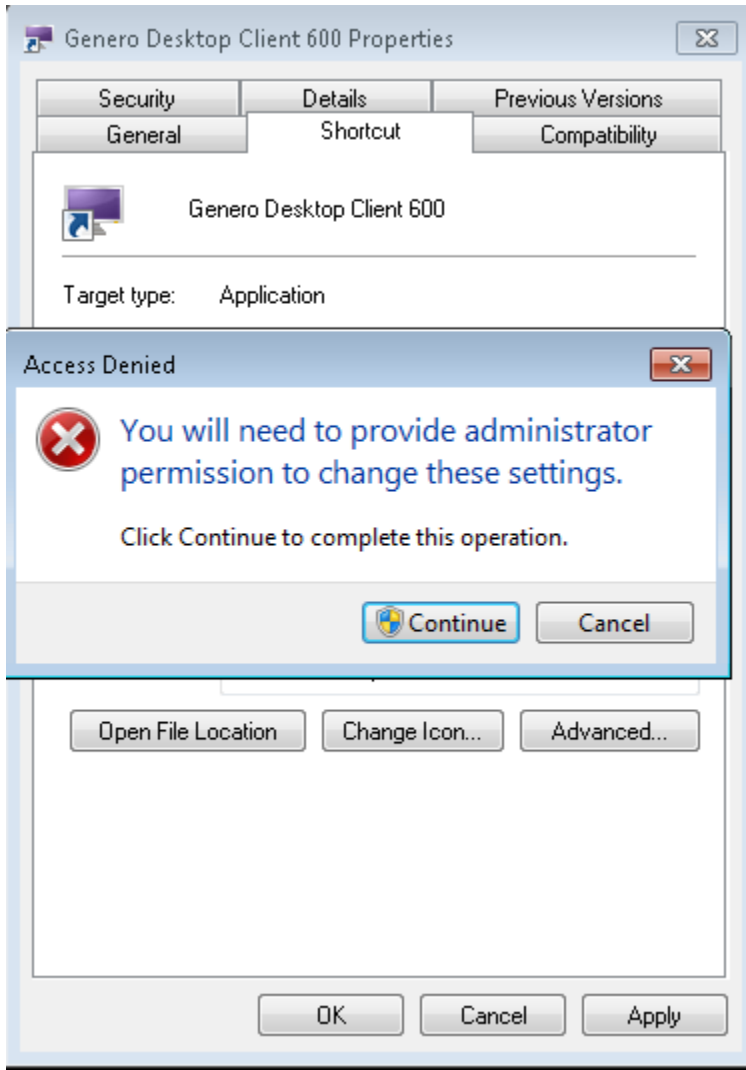 Genero Desktop Client 600 Properties
Security Details Previous Versions
General Shortcut Compatibility
Genero Desktop Client 600
Target type: Application
Access Denied
You will need to provide administrator
permission to change these settings.
Click Continue to complete this operation.
Continue Cancel
Open File Location Change Icon... Advanced...
OK Cancel Apply